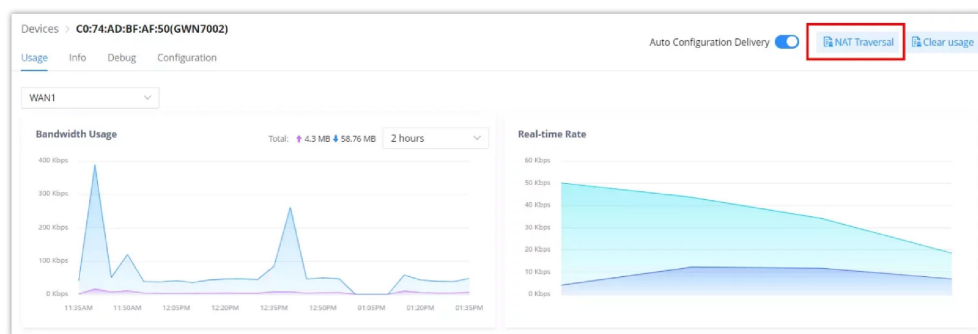 Devices > C0:74:AD:BF:AF:50(GWN7002)
Auto Configuration Delivery NAT Traversal Clear usage
Usage Info Debug Configuration
WAN1
Bandwidth Usage Total: 4.3 MB 58.76 MB 2 hours
400 Kbps
300 Kbps
200 Kbps
100 Kbps
0 Kbps
11:35AM 11:50AM 12:05PM 12:20PM 12:35PM 12:50PM 01:05PM 01:20PM 01:35PM
Real-time Rate
60 Kbps
50 Kbps
40 Kbps
30 Kbps
20 Kbps
10 Kbps
0 Kbps